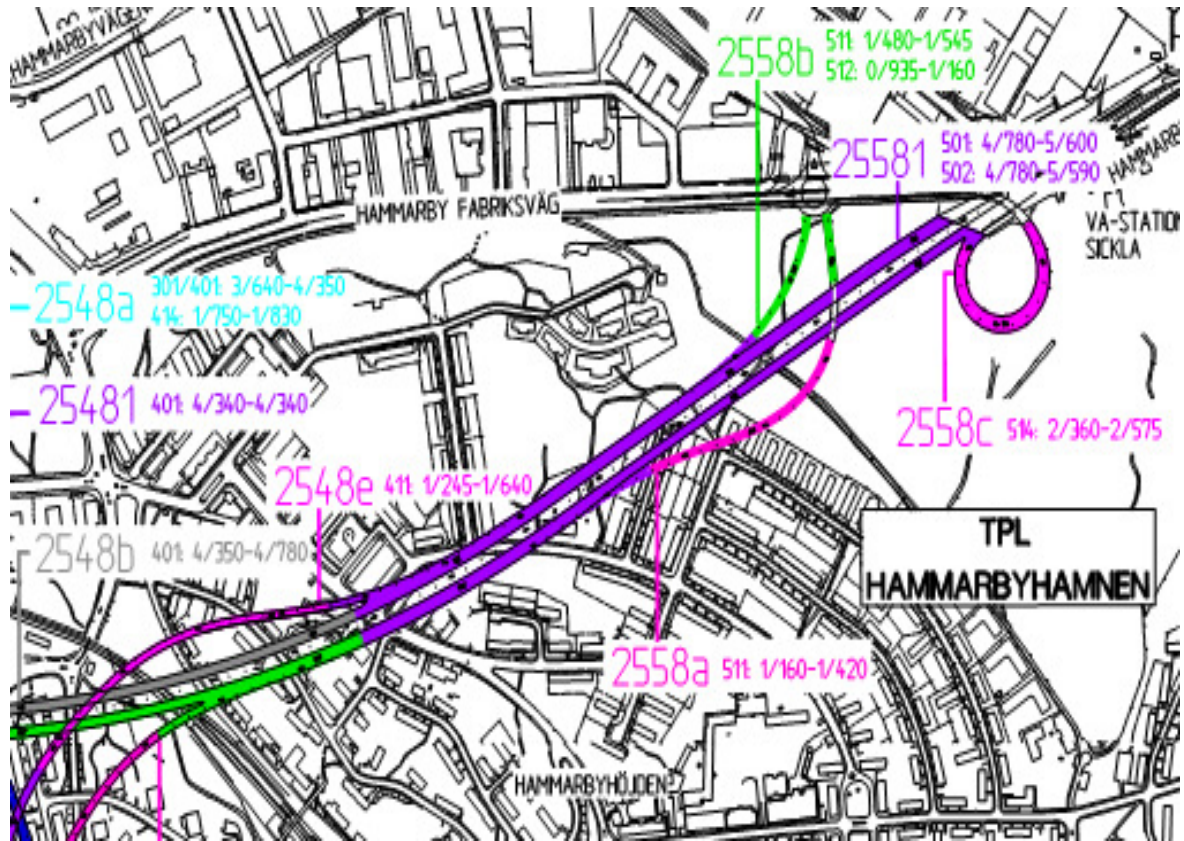 HAMMARBYVÄGEN
2558b 511: 1/480-1/545
512: 0/935-1/160
25581 501: 4/780-5/600
502: 4/780-5/590
HAMMARBY
HAMMARBY FABRIKSVÄG
VA-STATION
SICKLA
2548a 301/401: 3/640-4/350
414: 1/750-1/830
25481 401: 4/340-4/340
2558c 514: 2/360-2/575
2548e 411: 1/245-1/640
2548b 401: 4/350-4/780
TPL
HAMMARBYHAMNEN
2558a 511: 1/160-1/420
HAMMARBYHÖJDEN